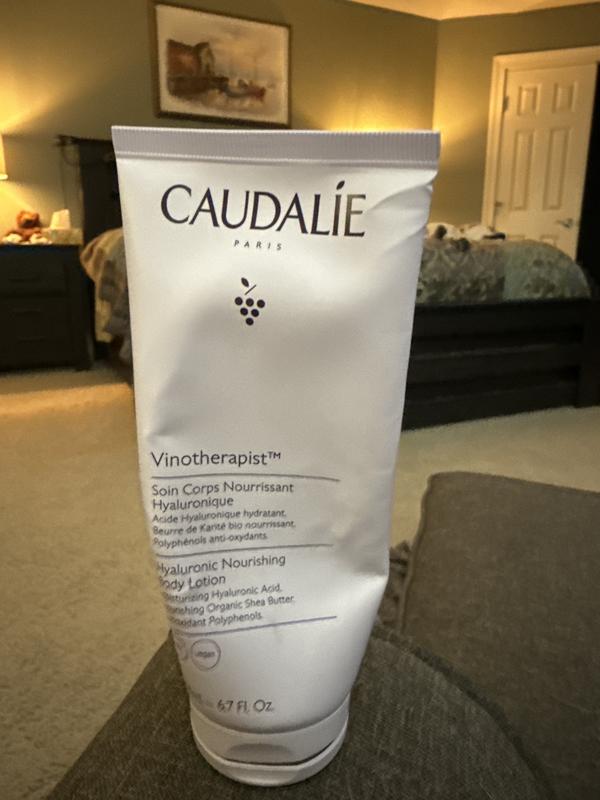 CAUDALÍE
PARIS
Vinotherapist™
Soin Corps Nourrissant
Hyaluronique
Acide Hyaluronique hydratant,
Beurre de Karité bio nourrissant,
Polyphénols anti-oxydants.
Hyaluronic Nourishing
Body Lotion
Moisturizing Hyaluronic Acid,
Nourishing Organic Shea Butter,
Antioxidant Polyphenols.
vegan
6.7 Fl. Oz.